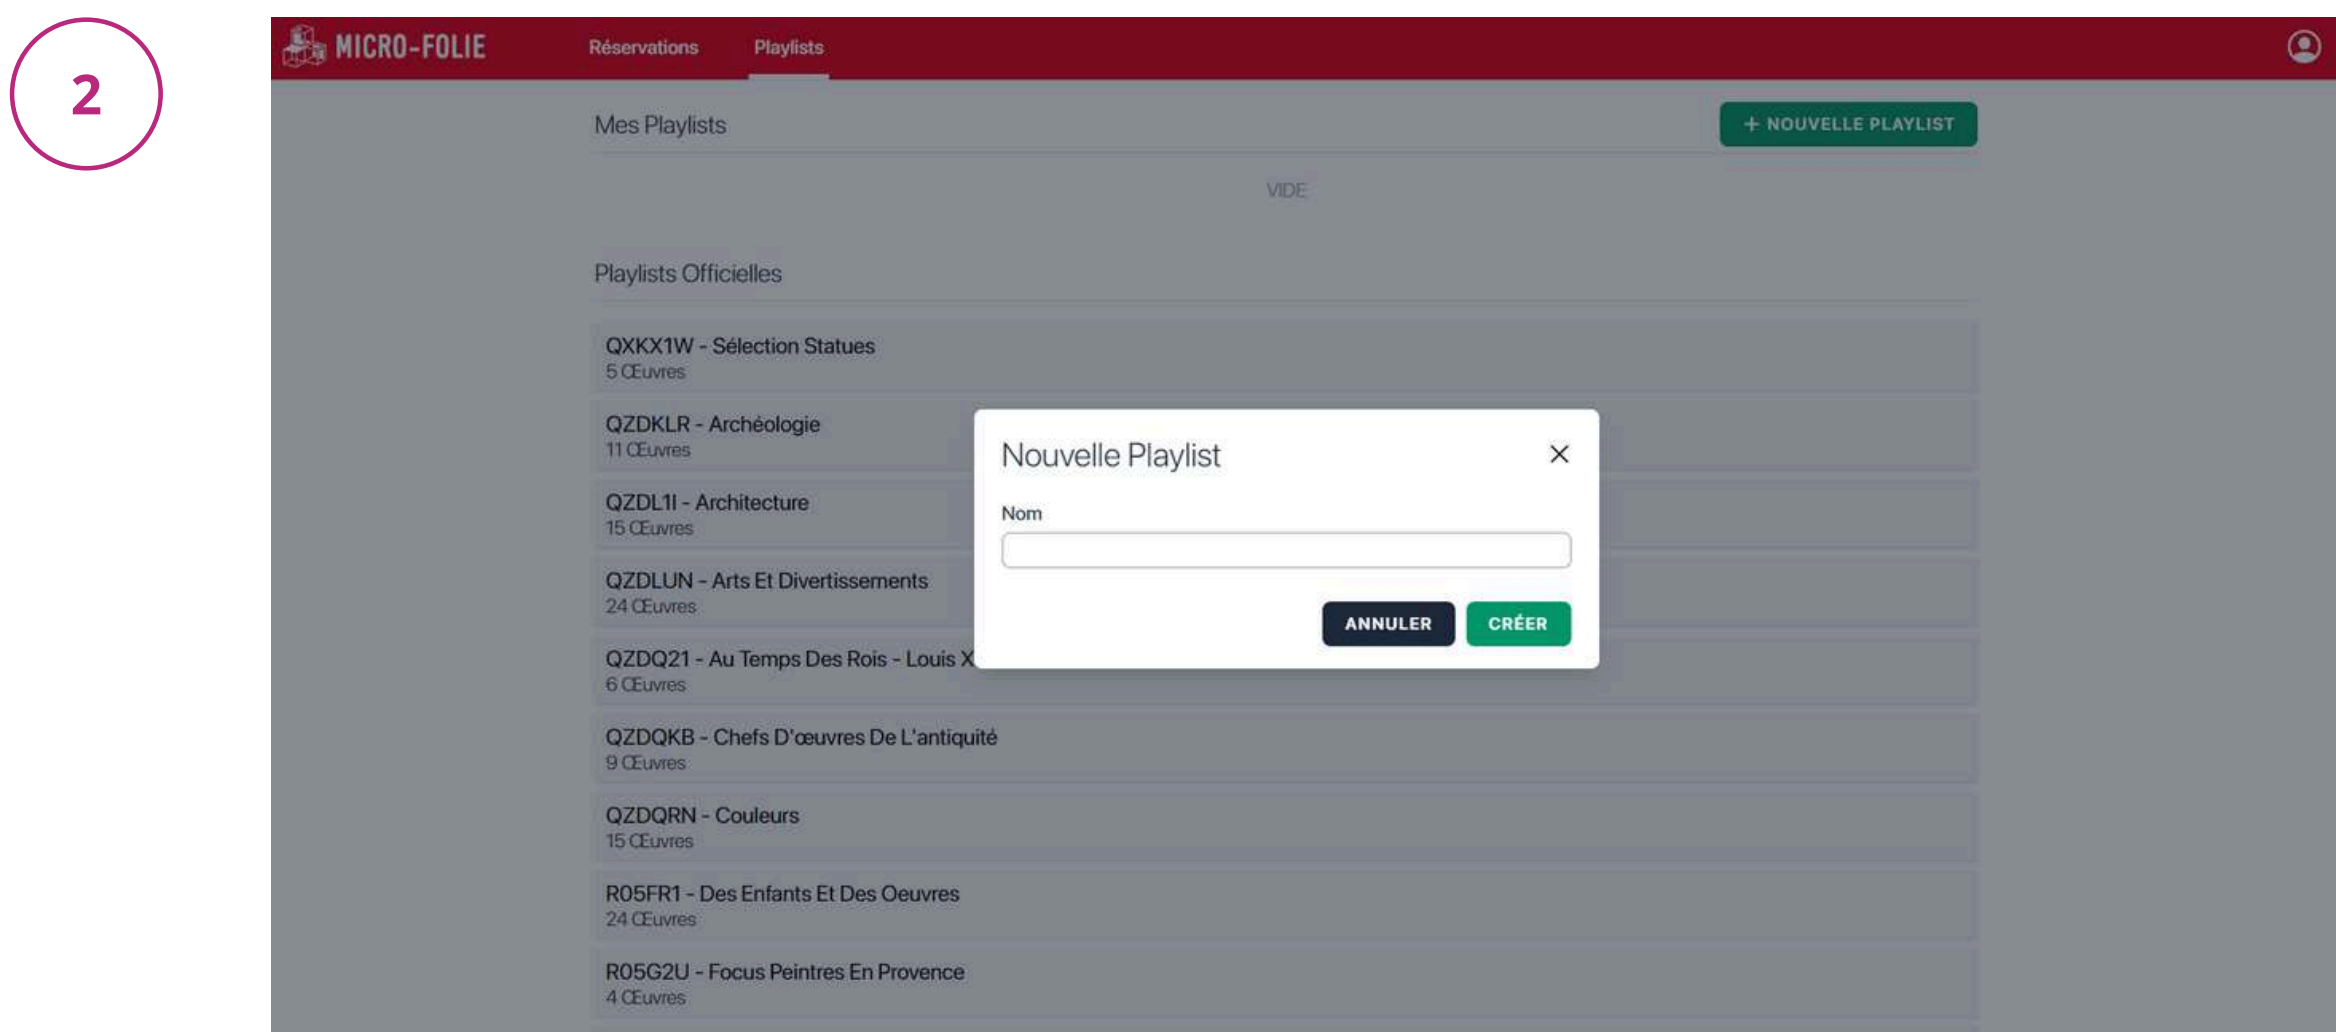 2
MICRO-FOLIE
Réservations
Playlists
Mes Playlists
+ NOUVELLE PLAYLIST
VIDE
Playlists Officielles
QXKX1W - Sélection Statues
5 Œuvres
QZDKLR - Archéologie
11 Œuvres
QZDL1I - Architecture
15 Œuvres
QZDLUN - Arts Et Divertissements
24 Œuvres
QZDQ21 - Au Temps Des Rois - Louis X
6 Œuvres
QZDQKB - Chefs D'œuvres De L'antiquité
9 Œuvres
QZDQRN - Couleurs
15 Œuvres
R05FR1 - Des Enfants Et Des Oeuvres
24 Œuvres
R05G2U - Focus Peintres En Provence
4 Œuvres
Nouvelle Playlist
Nom
ANNULER
CRÉER